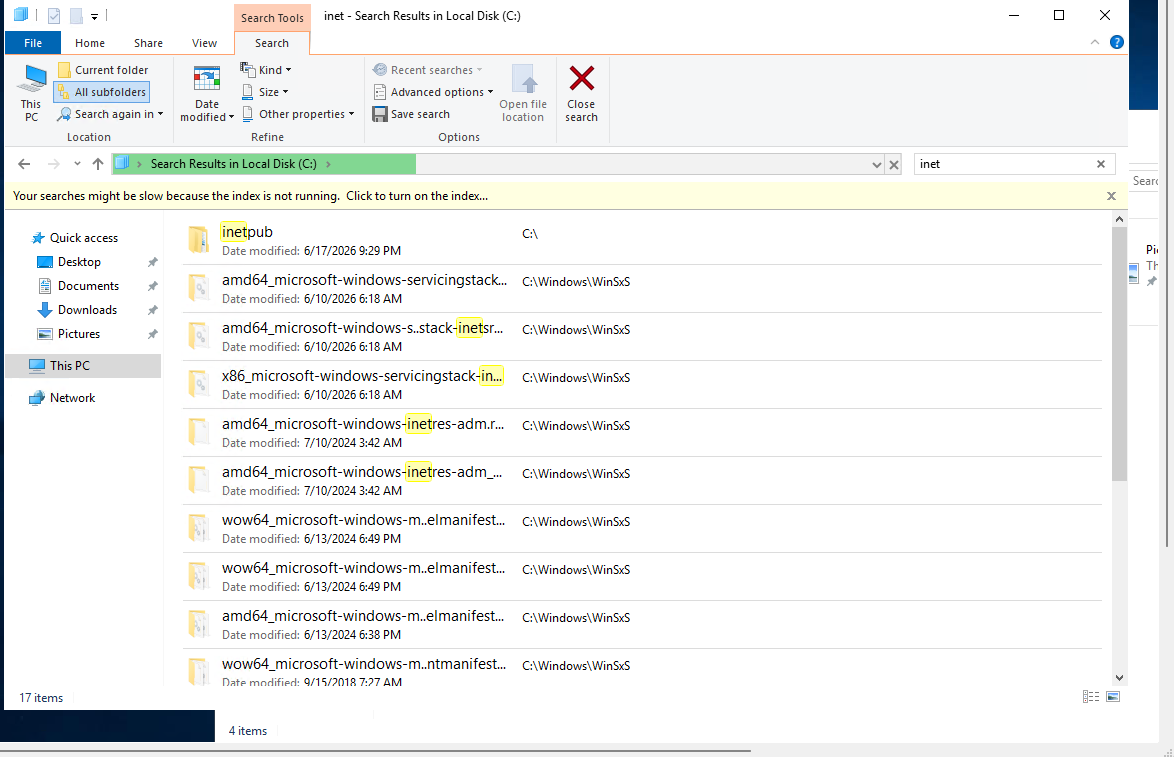 Search Tools
inet - Search Results in Local Disk (C:)
File
Home
Share
View
Search
This PC
Current folder
All subfolders
Search again in
Location
Date modified
Kind
Size
Other properties
Refine
Recent searches
Advanced options
Save search
Options
Open file location
Close search
Search Results in Local Disk (C:)
inet
Your searches might be slow because the index is not running. Click to turn on the index...
Quick access
Desktop
Documents
Downloads
Pictures
This PC
Network
inetpub
C:\
Date modified: 6/17/2026 9:29 PM
amd64_microsoft-windows-servicingstack...
C:\Windows\WinSxS
Date modified: 6/10/2026 6:18 AM
amd64_microsoft-windows-s..stack-inetsr...
C:\Windows\WinSxS
Date modified: 6/10/2026 6:18 AM
x86_microsoft-windows-servicingstack-in...
C:\Windows\WinSxS
Date modified: 6/10/2026 6:18 AM
amd64_microsoft-windows-inetres-adm.r...
C:\Windows\WinSxS
Date modified: 7/10/2024 3:42 AM
amd64_microsoft-windows-inetres-adm_...
C:\Windows\WinSxS
Date modified: 7/10/2024 3:42 AM
wow64_microsoft-windows-m..elmanifest...
C:\Windows\WinSxS
Date modified: 6/13/2024 6:49 PM
wow64_microsoft-windows-m..elmanifest...
C:\Windows\WinSxS
Date modified: 6/13/2024 6:49 PM
amd64_microsoft-windows-m..elmanifest...
C:\Windows\WinSxS
Date modified: 6/13/2024 6:38 PM
wow64_microsoft-windows-m..ntmanifest...
C:\Windows\WinSxS
Date modified: 9/15/2018 7:27 AM
17 items
4 items
Searc
Pi
Th